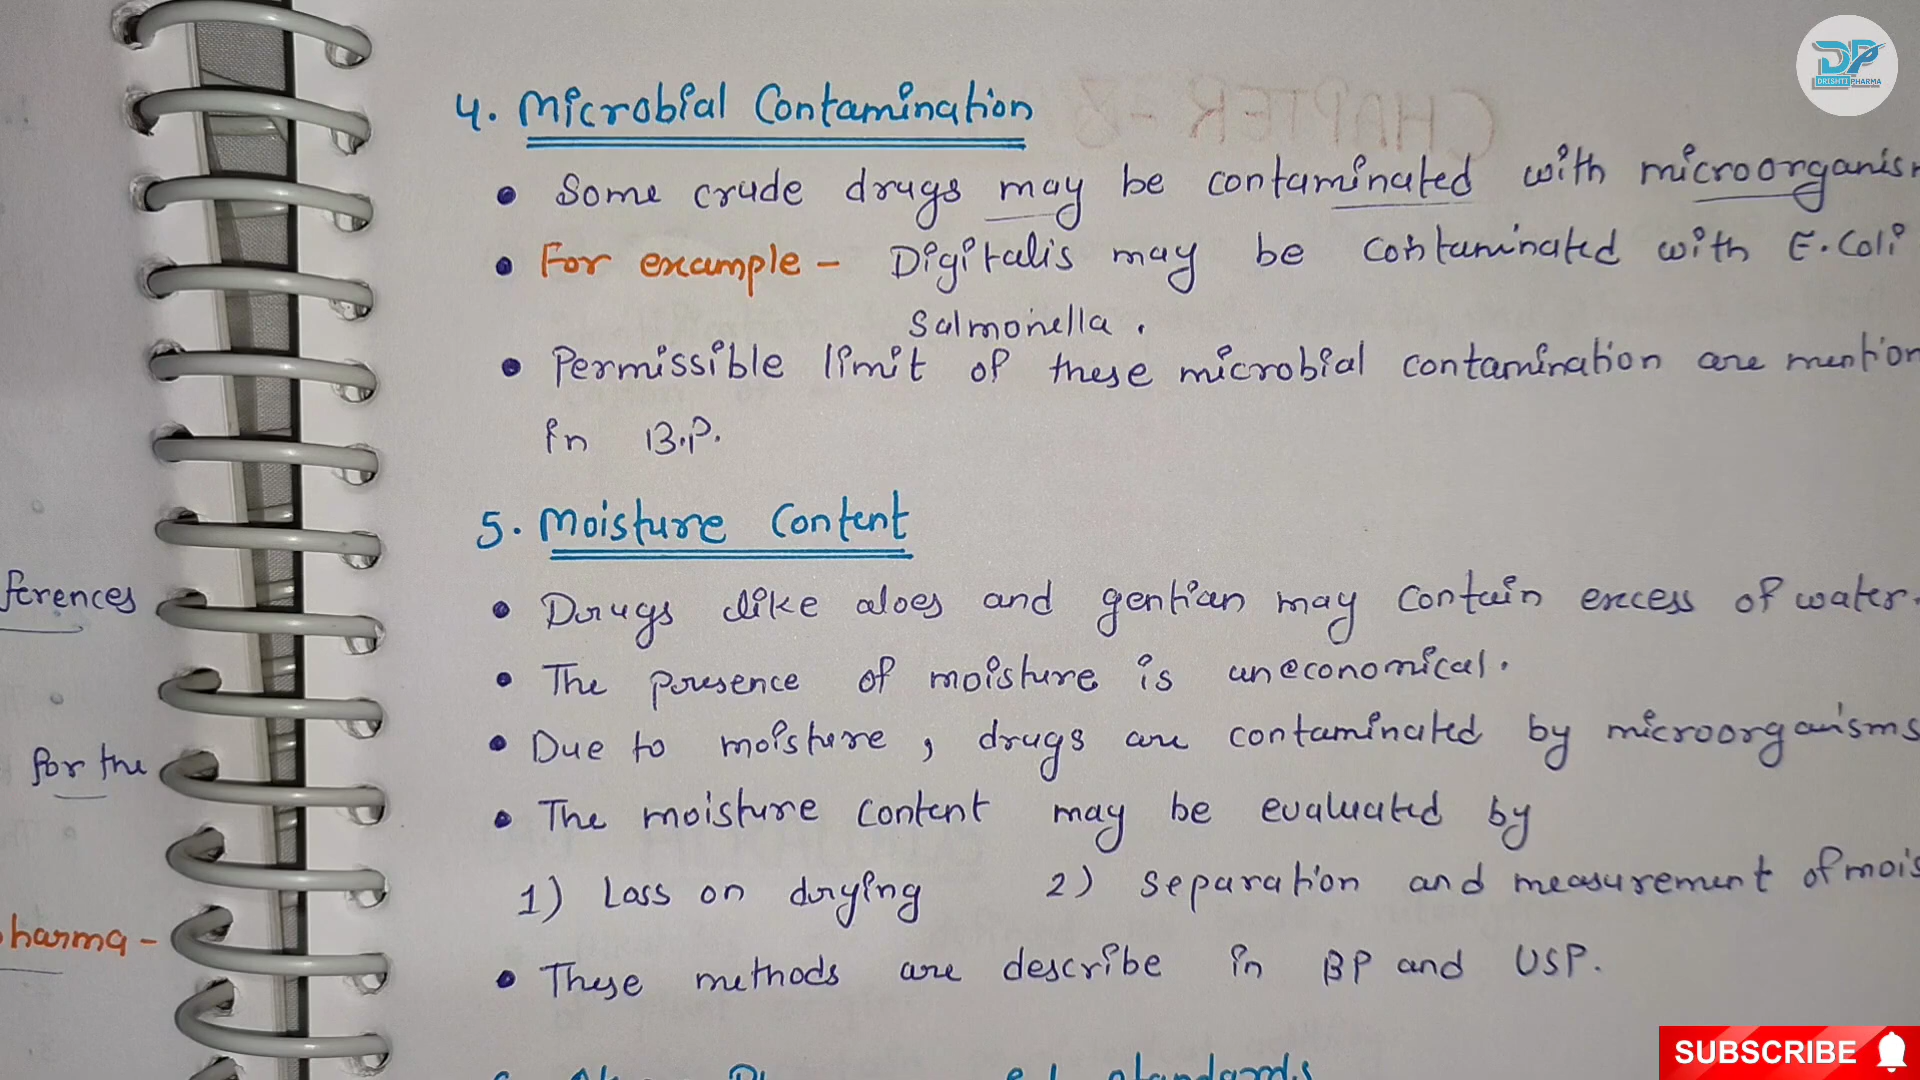 DP
DRISHTI PHARMA
4. Microbial Contamination
• Some crude drugs may be contaminated with microorganis
• For example - Digitalis may be contaminated with E.Coli
Salmonella.
• Permissible limit of these microbial contamination are mention
in B.P.
5. Moisture Content
• Drugs like aloes and gentian may contain excess of water.
• The presence of moisture is uneconomical.
• Due to moisture, drugs are contaminated by microorganisms
• The moisture content may be evaluated by
1) Loss on drying 2) separation and measurement of mois
• These methods are describe in BP and USP.
standards
ferences
for the
harma -
SUBSCRIBE